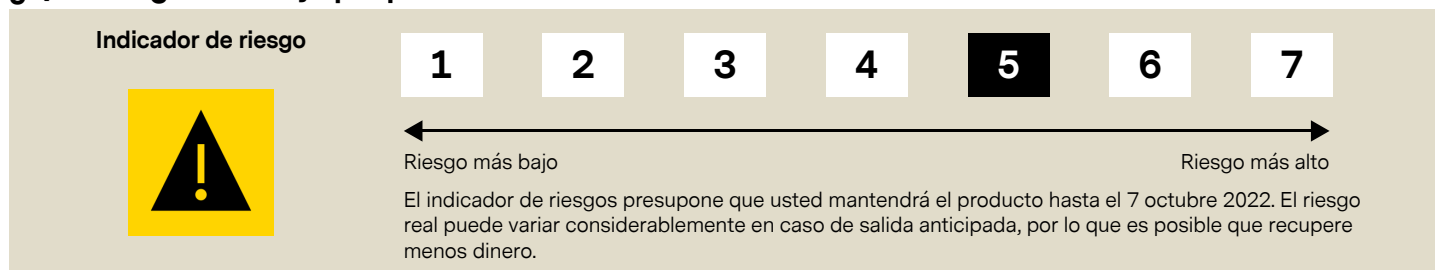 Indicador de riesgo
1 2 3 4 5 6 7
Riesgo más bajo Riesgo más alto
El indicador de riesgos presupone que usted mantendrá el producto hasta el 7 octubre 2022. El riesgo
real puede variar considerablemente en caso de salida anticipada, por lo que es posible que recupere
menos dinero.